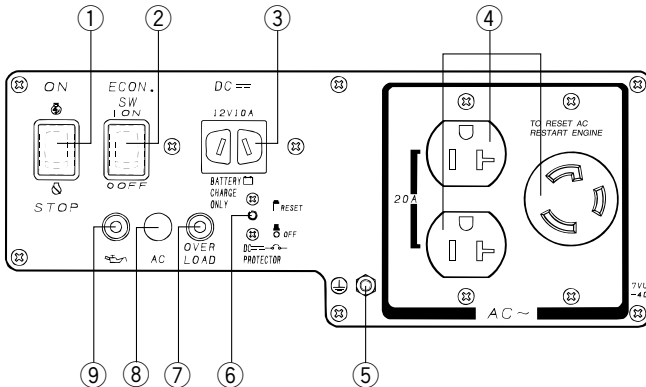 ① ② ③ ④
ON
STOP
ECON.
SW
I ON
O OFF
DC
12V10A
BATTERY
CHARGE
ONLY
RESET
OFF
DC
PROTECTOR
AC
OVER
LOAD
20A
TO RESET AC
RESTART ENGINE
AC~
⑨ ⑧ ⑦ ⑥ ⑤